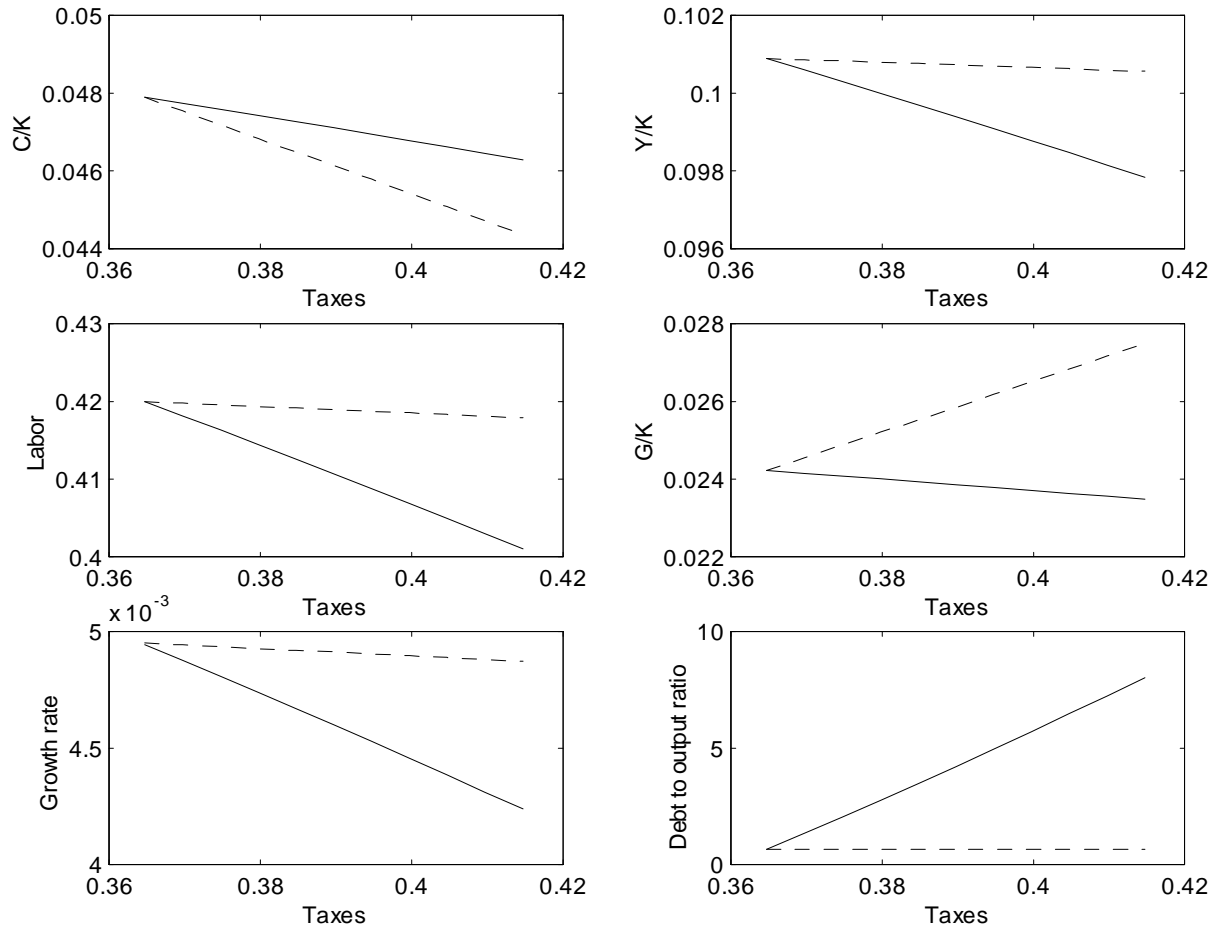 0.05
0.048
0.046
0.044
C/K
0.36 0.38 0.4 0.42
Taxes
0.102
0.1
0.098
0.096
Y/K
0.36 0.38 0.4 0.42
Taxes
0.43
0.42
0.41
0.4
Labor
0.36 0.38 0.4 0.42
Taxes
0.028
0.026
0.024
0.022
G/K
0.36 0.38 0.4 0.42
Taxes
x 10⁻³
5
4.5
4
Growth rate
0.36 0.38 0.4 0.42
Taxes
10
5
0
Debt to output ratio
0.36 0.38 0.4 0.42
Taxes